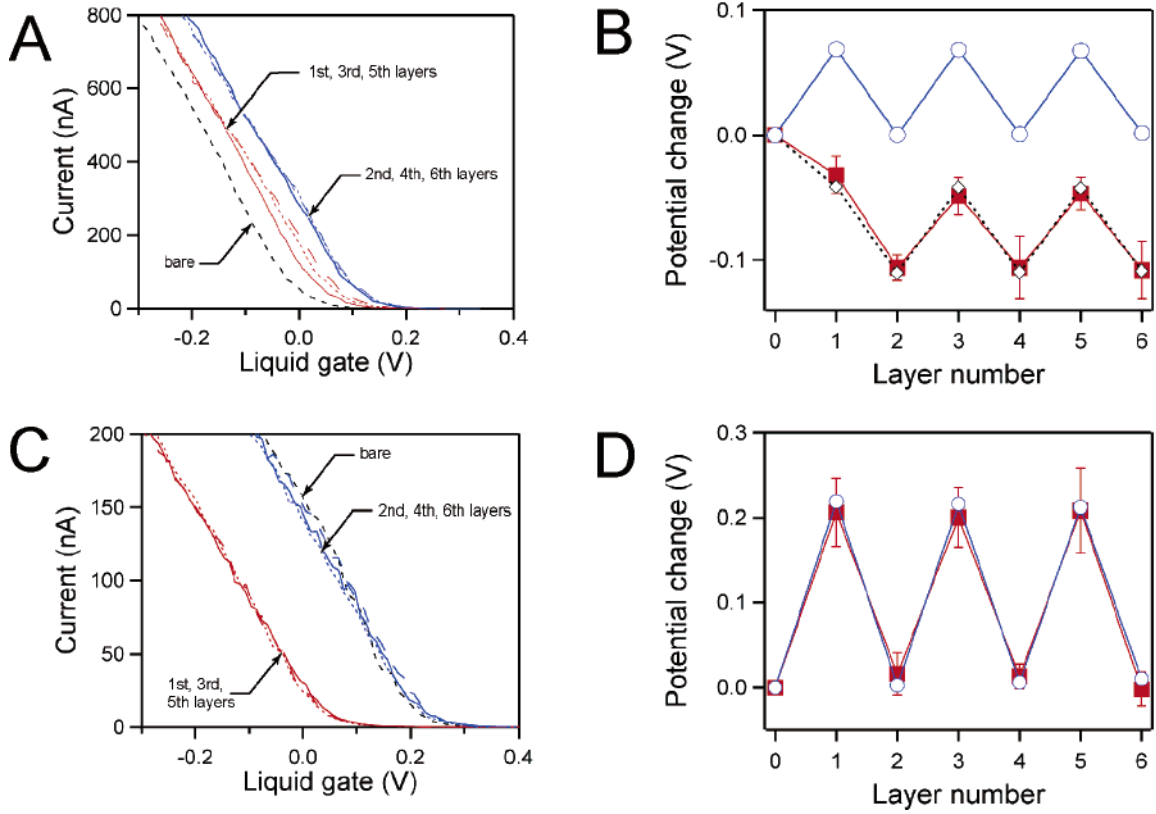 A
800
600
400
200
0
Current (nA)
1st, 3rd, 5th layers
2nd, 4th, 6th layers
bare
-0.2
0.0
0.2
0.4
Liquid gate (V)
B
0.1
0.0
-0.1
Potential change (V)
0
1
2
3
4
5
6
Layer number
C
200
150
100
50
0
Current (nA)
bare
2nd, 4th, 6th layers
1st, 3rd,
5th layers
-0.2
0.0
0.2
0.4
Liquid gate (V)
D
0.3
0.2
0.1
0.0
Potential change (V)
0
1
2
3
4
5
6
Layer number